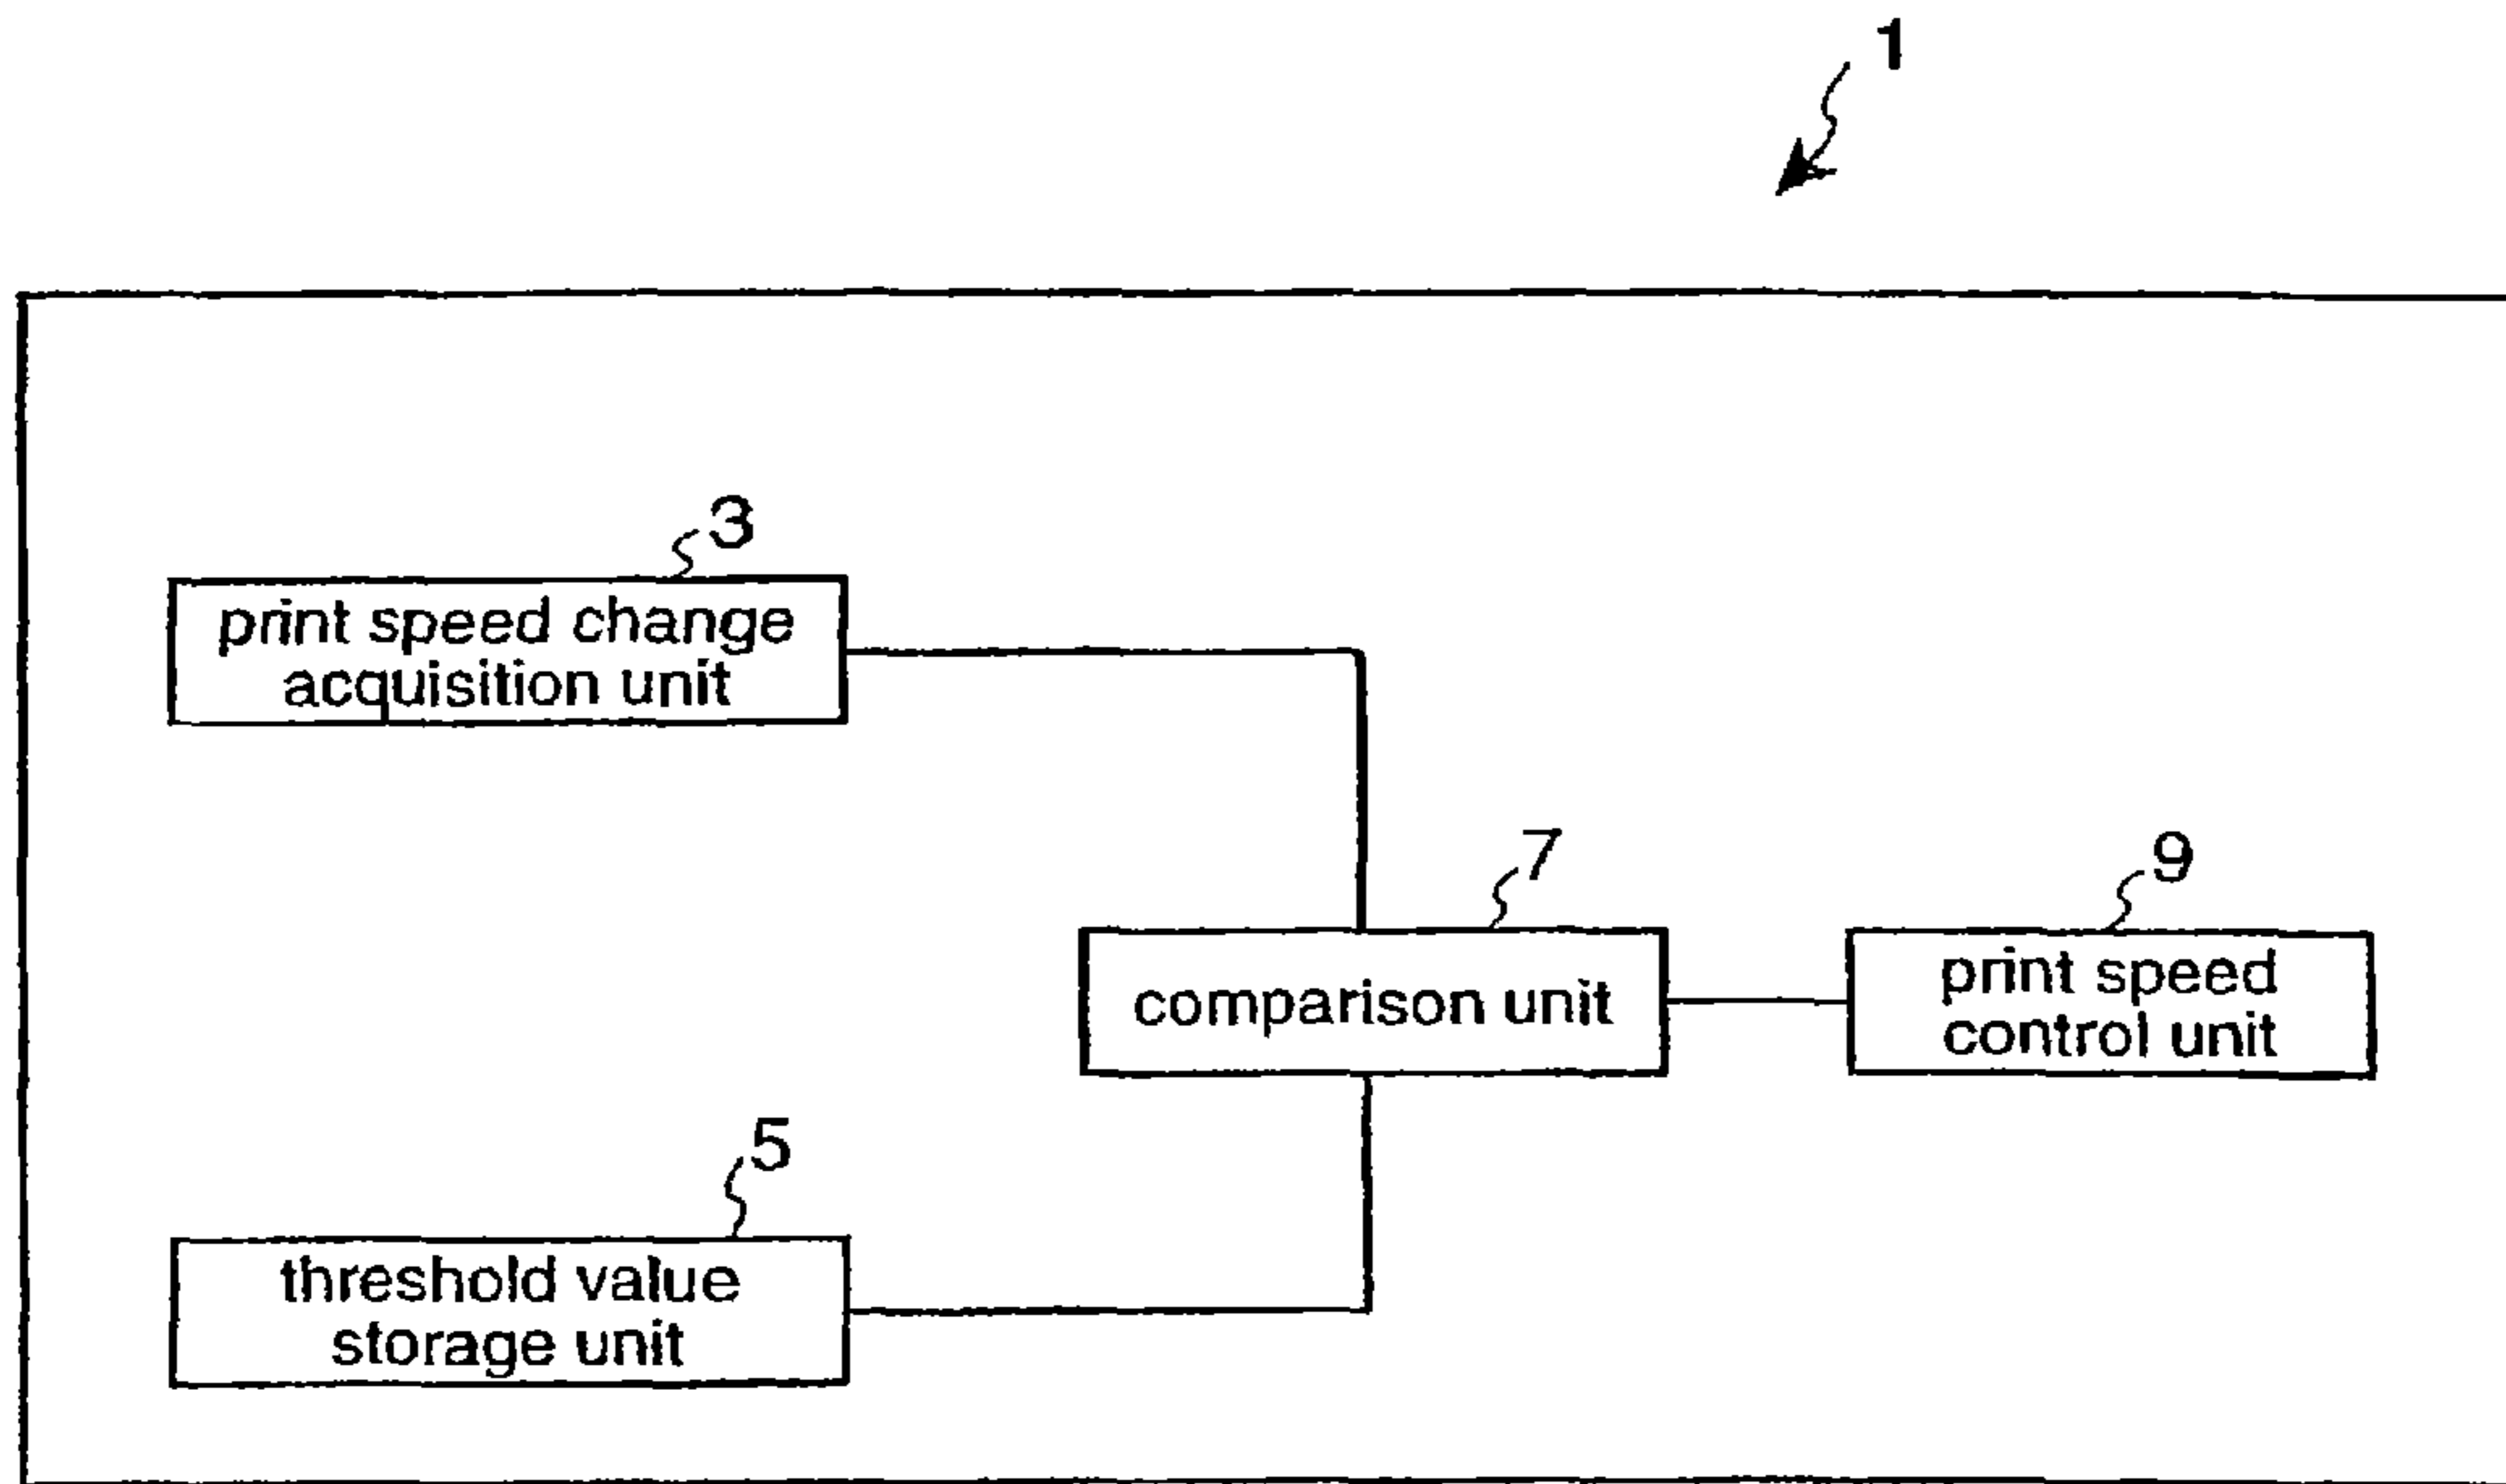 1
3
print speed change
acquisition unit
7
9
comparison unit
print speed
control unit
5
threshold value
storage unit